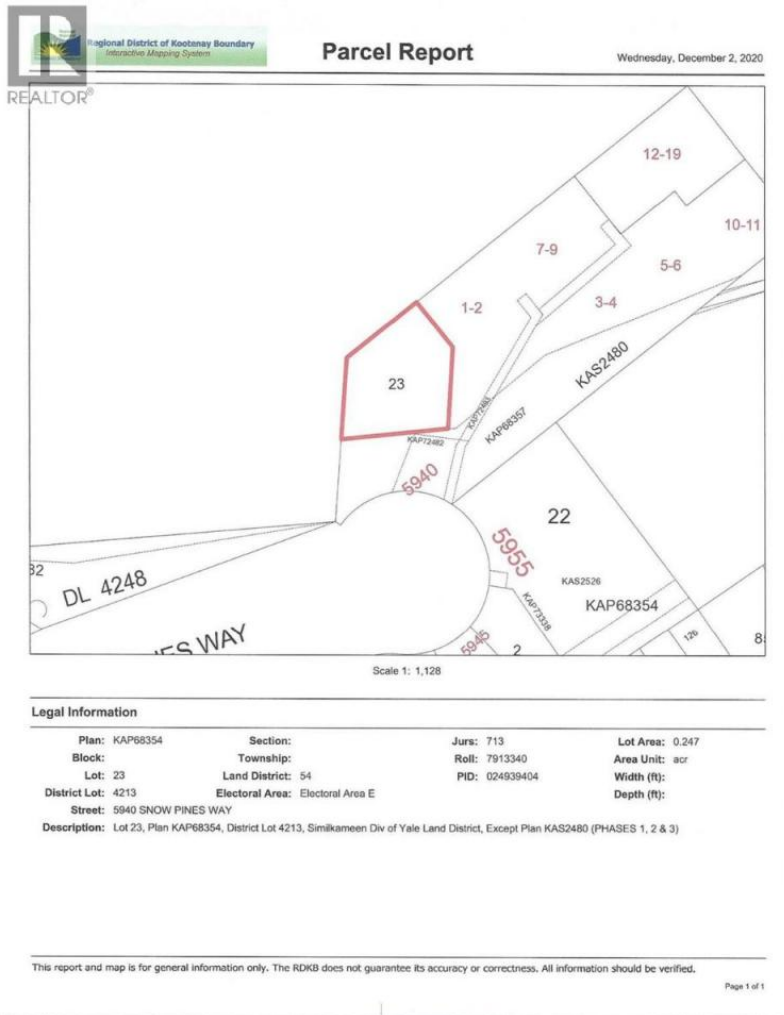 Regional District of Kootenay Boundary
Interactive Mapping System
Parcel Report
Wednesday, December 2, 2020
REALTOR®
12-19
10-11
7-9
5-6
1-2
3-4
23
KAS2480
KAP72483
KAP68357
KAP72482
5940
22
5955
32
DL 4248
KAS2526
KAP68354
KAP73338
NES WAY
5945
2
126
8
Scale 1: 1,128
Legal Information
Plan: KAP68354 Section: Jurs: 713 Lot Area: 0.247
Block: Township: Roll: 7913340 Area Unit: acr
Lot: 23 Land District: 54 PID: 024939404 Width (ft):
District Lot: 4213 Electoral Area: Electoral Area E Depth (ft):
Street: 5940 SNOW PINES WAY
Description: Lot 23, Plan KAP68354, District Lot 4213, Similkameen Div of Yale Land District, Except Plan KAS2480 (PHASES 1, 2 & 3)
This report and map is for general information only. The RDKB does not guarantee its accuracy or correctness. All information should be verified.
Page 1 of 1